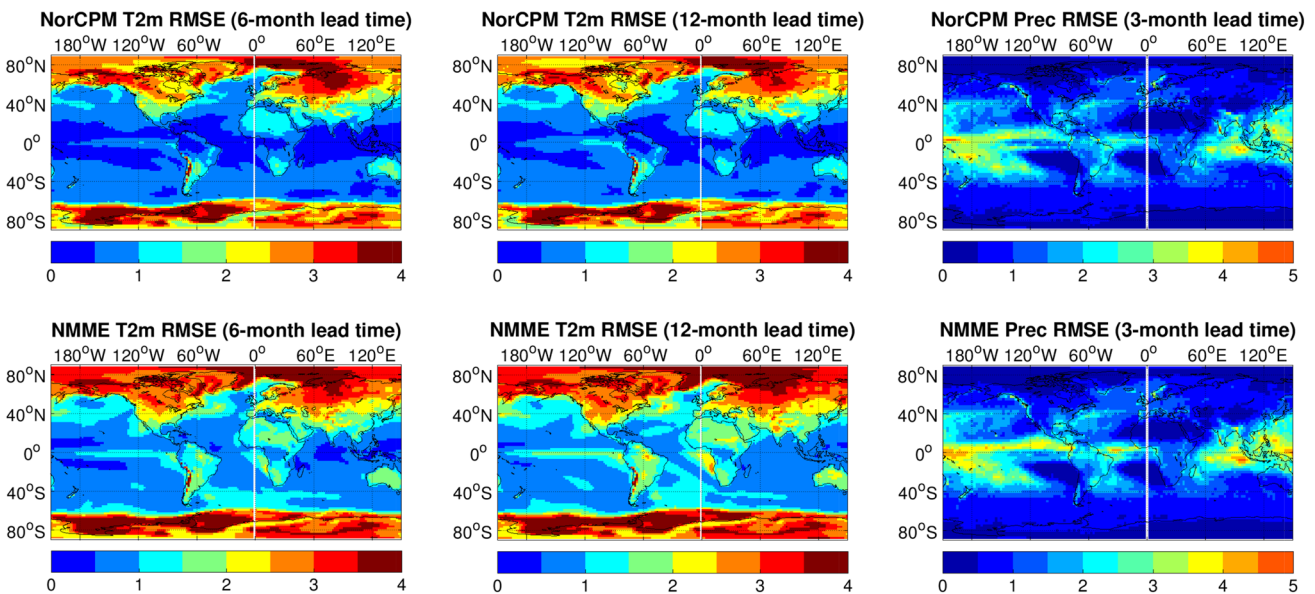 NorCPM T2m RMSE (6-month lead time)
180°W 120°W 60°W 0° 60°E 120°E
80°N
40°N
0°
40°S
80°S
0 1 2 3 4
NorCPM T2m RMSE (12-month lead time)
180°W 120°W 60°W 0° 60°E 120°E
80°N
40°N
0°
40°S
80°S
0 1 2 3 4
NorCPM Prec RMSE (3-month lead time)
180°W 120°W 60°W 0° 60°E 120°E
80°N
40°N
0°
40°S
80°S
0 1 2 3 4 5
NMME T2m RMSE (6-month lead time)
180°W 120°W 60°W 0° 60°E 120°E
80°N
40°N
0°
40°S
80°S
0 1 2 3 4
NMME T2m RMSE (12-month lead time)
180°W 120°W 60°W 0° 60°E 120°E
80°N
40°N
0°
40°S
80°S
0 1 2 3 4
NMME Prec RMSE (3-month lead time)
180°W 120°W 60°W 0° 60°E 120°E
80°N
40°N
0°
40°S
80°S
0 1 2 3 4 5